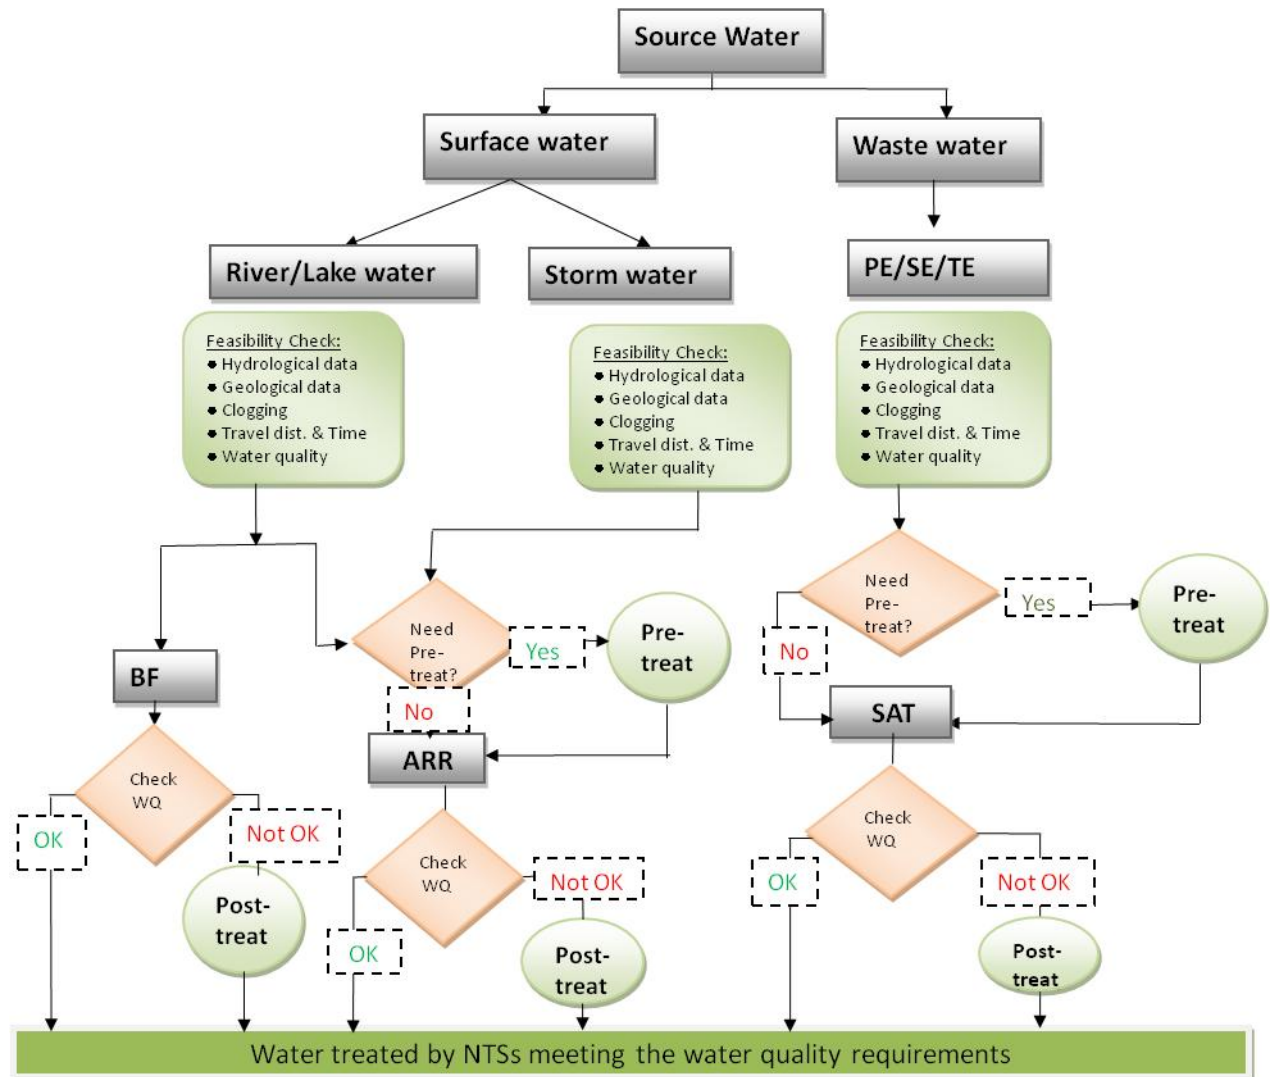 Source Water
Surface water
Waste water
River/Lake water
Storm water
PE/SE/TE
Feasibility Check:
● Hydrological data
● Geological data
● Clogging
● Travel dist. & Time
● Water quality
Feasibility Check:
● Hydrological data
● Geological data
● Clogging
● Travel dist. & Time
● Water quality
Feasibility Check:
● Hydrological data
● Geological data
● Clogging
● Travel dist. & Time
● Water quality
Need
Pre-
treat?
Yes
Pre-
treat
No
Need
Pre-
treat?
Yes
Pre-
treat
No
BF
ARR
SAT
Check
WQ
OK
Not OK
Post-
treat
Check
WQ
OK
Not OK
Post-
treat
Check
WQ
OK
Not OK
Post-
treat
Water treated by NTSs meeting the water quality requirements